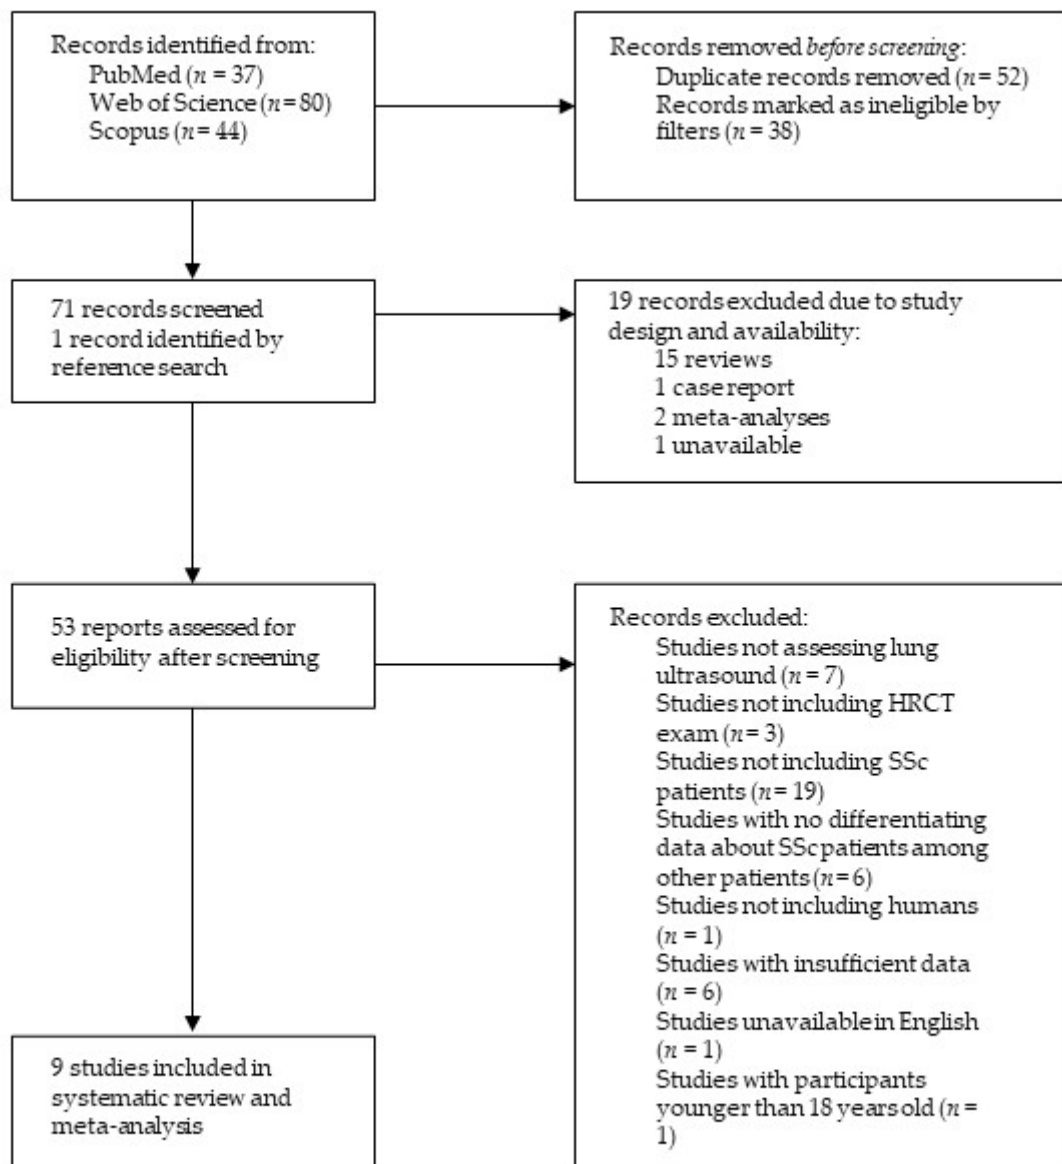 Records identified from:
PubMed (n = 37)
Web of Science (n = 80)
Scopus (n = 44)
Records removed before screening:
Duplicate records removed (n = 52)
Records marked as ineligible by
filters (n = 38)
71 records screened
1 record identified by
reference search
19 records excluded due to study
design and availability:
15 reviews
1 case report
2 meta-analyses
1 unavailable
53 reports assessed for
eligibility after screening
Records excluded:
Studies not assessing lung
ultrasound (n = 7)
Studies not including HRCT
exam (n = 3)
Studies not including SSc
patients (n = 19)
Studies with no differentiating
data about SSc patients among
other patients (n = 6)
Studies not including humans
(n = 1)
Studies with insufficient data
(n = 6)
Studies unavailable in English
(n = 1)
Studies with participants
younger than 18 years old (n =
1)
9 studies included in
systematic review and
meta-analysis